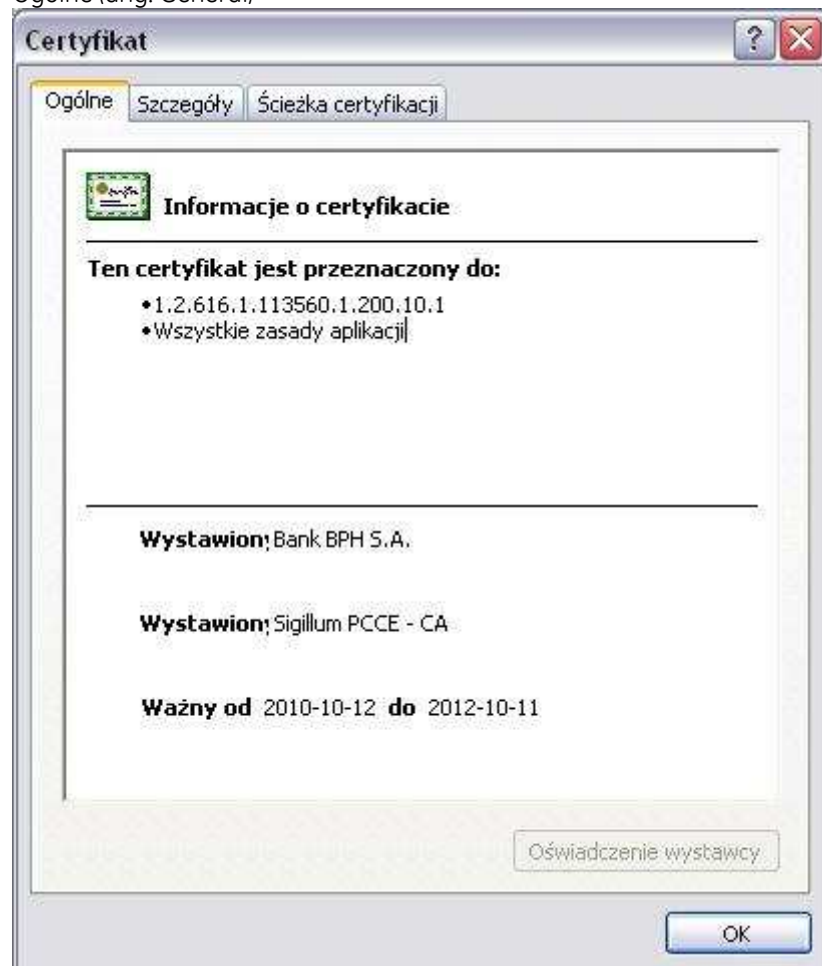 Ogólne (ang. General)
Certyfikat
Ogólne Szczegóły Ścieżka certyfikacji
Informacje o certyfikacie
Ten certyfikat jest przeznaczony do:
•1.2.616.1.113560.1.200.10.1
•Wszystkie zasady aplikacji
Wystawiony Bank BPH S.A.
Wystawiony Sigillum PCCE - CA
Ważny od 2010-10-12 do 2012-10-11
Oświadczenie wystawcy
OK